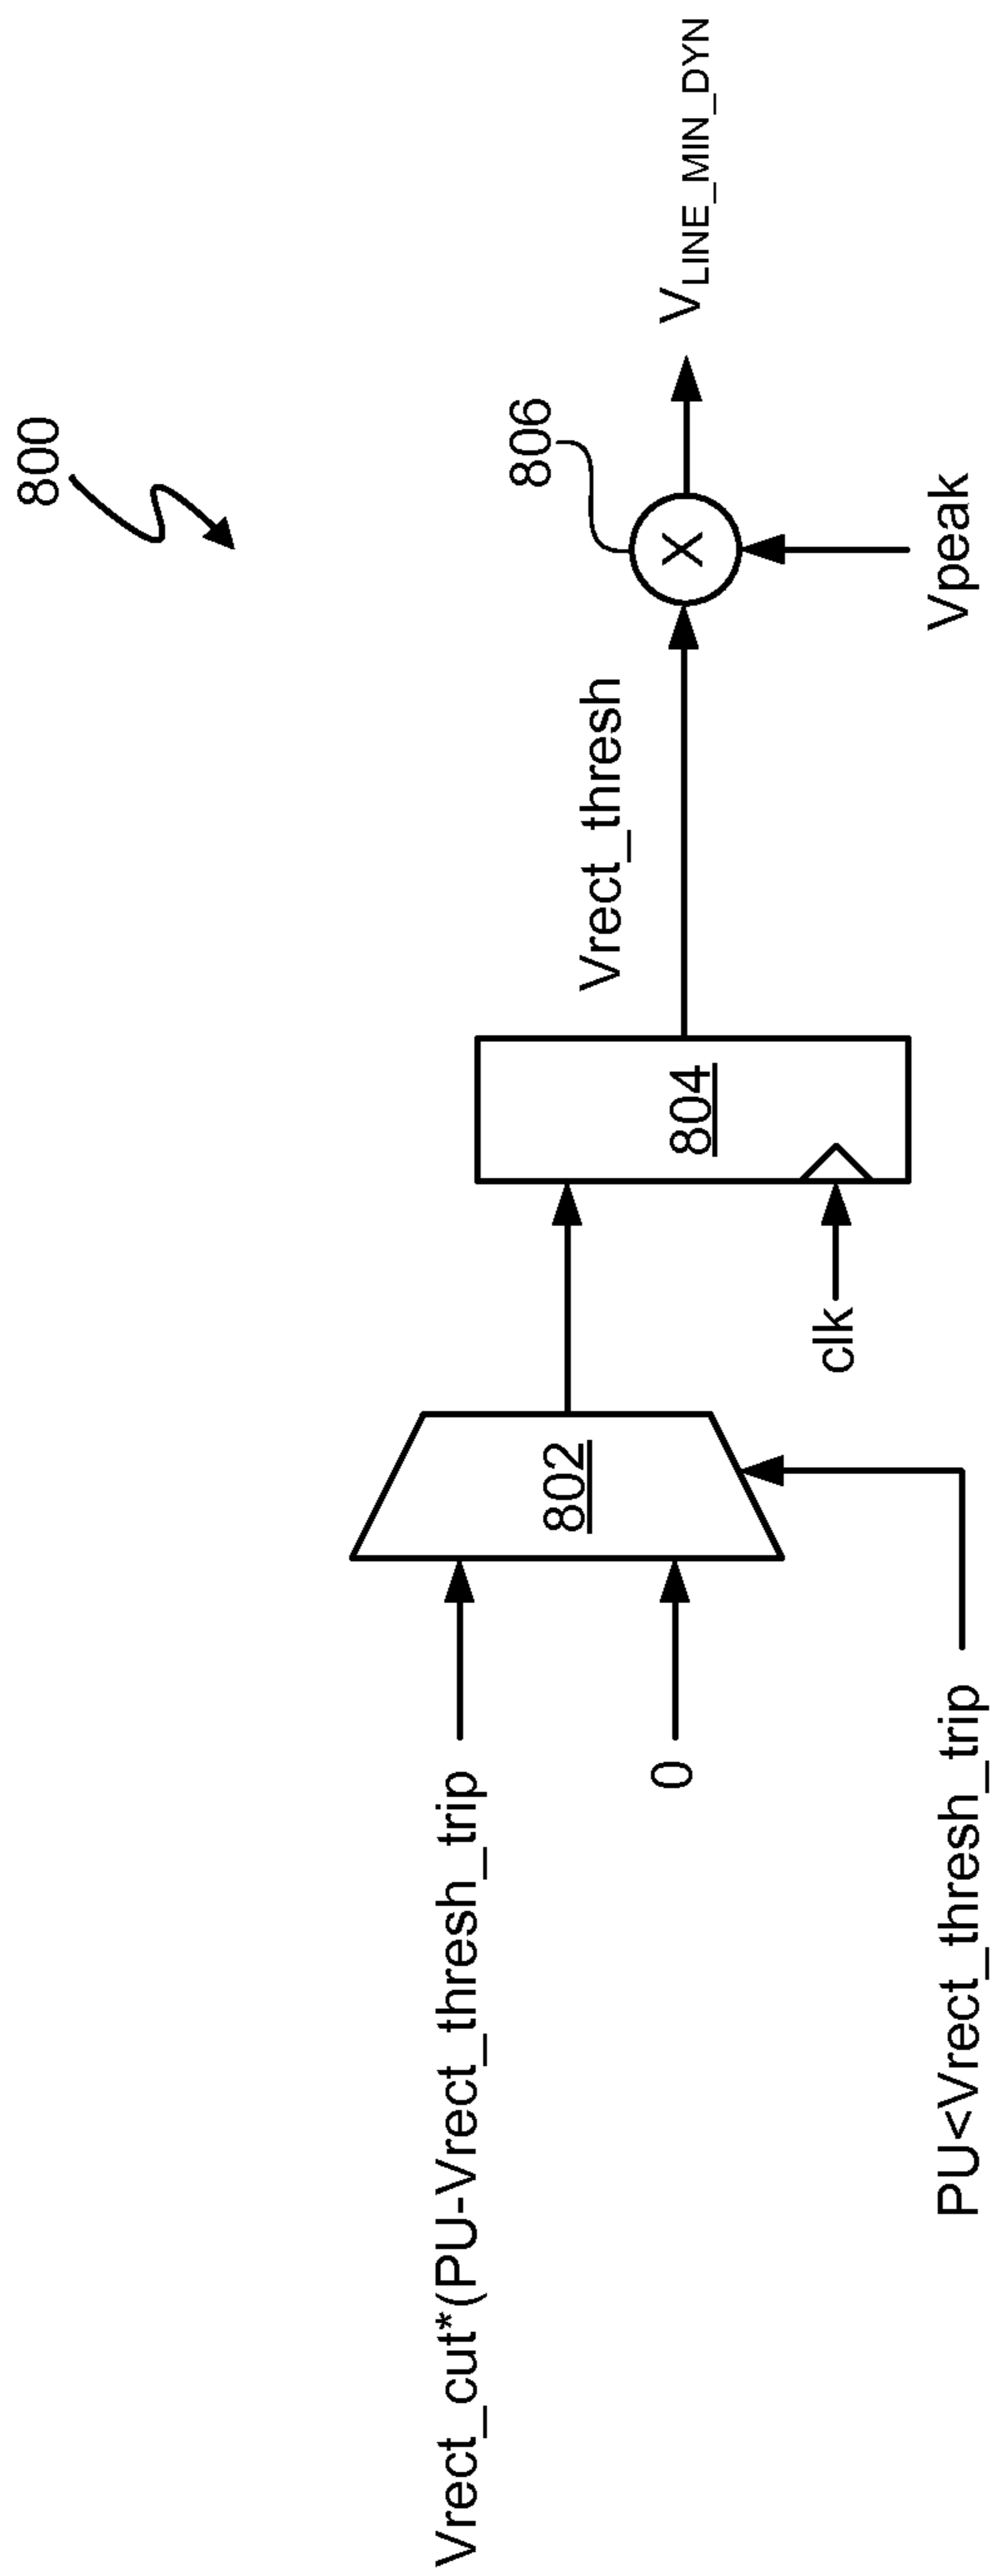 800
Vrect_cut*(PU-Vrect_thresh_trip
0
PU<Vrect_thresh_trip
802
clk
804
Vrect_thresh
806
X
Vpeak
VLINE_MIN_DYN